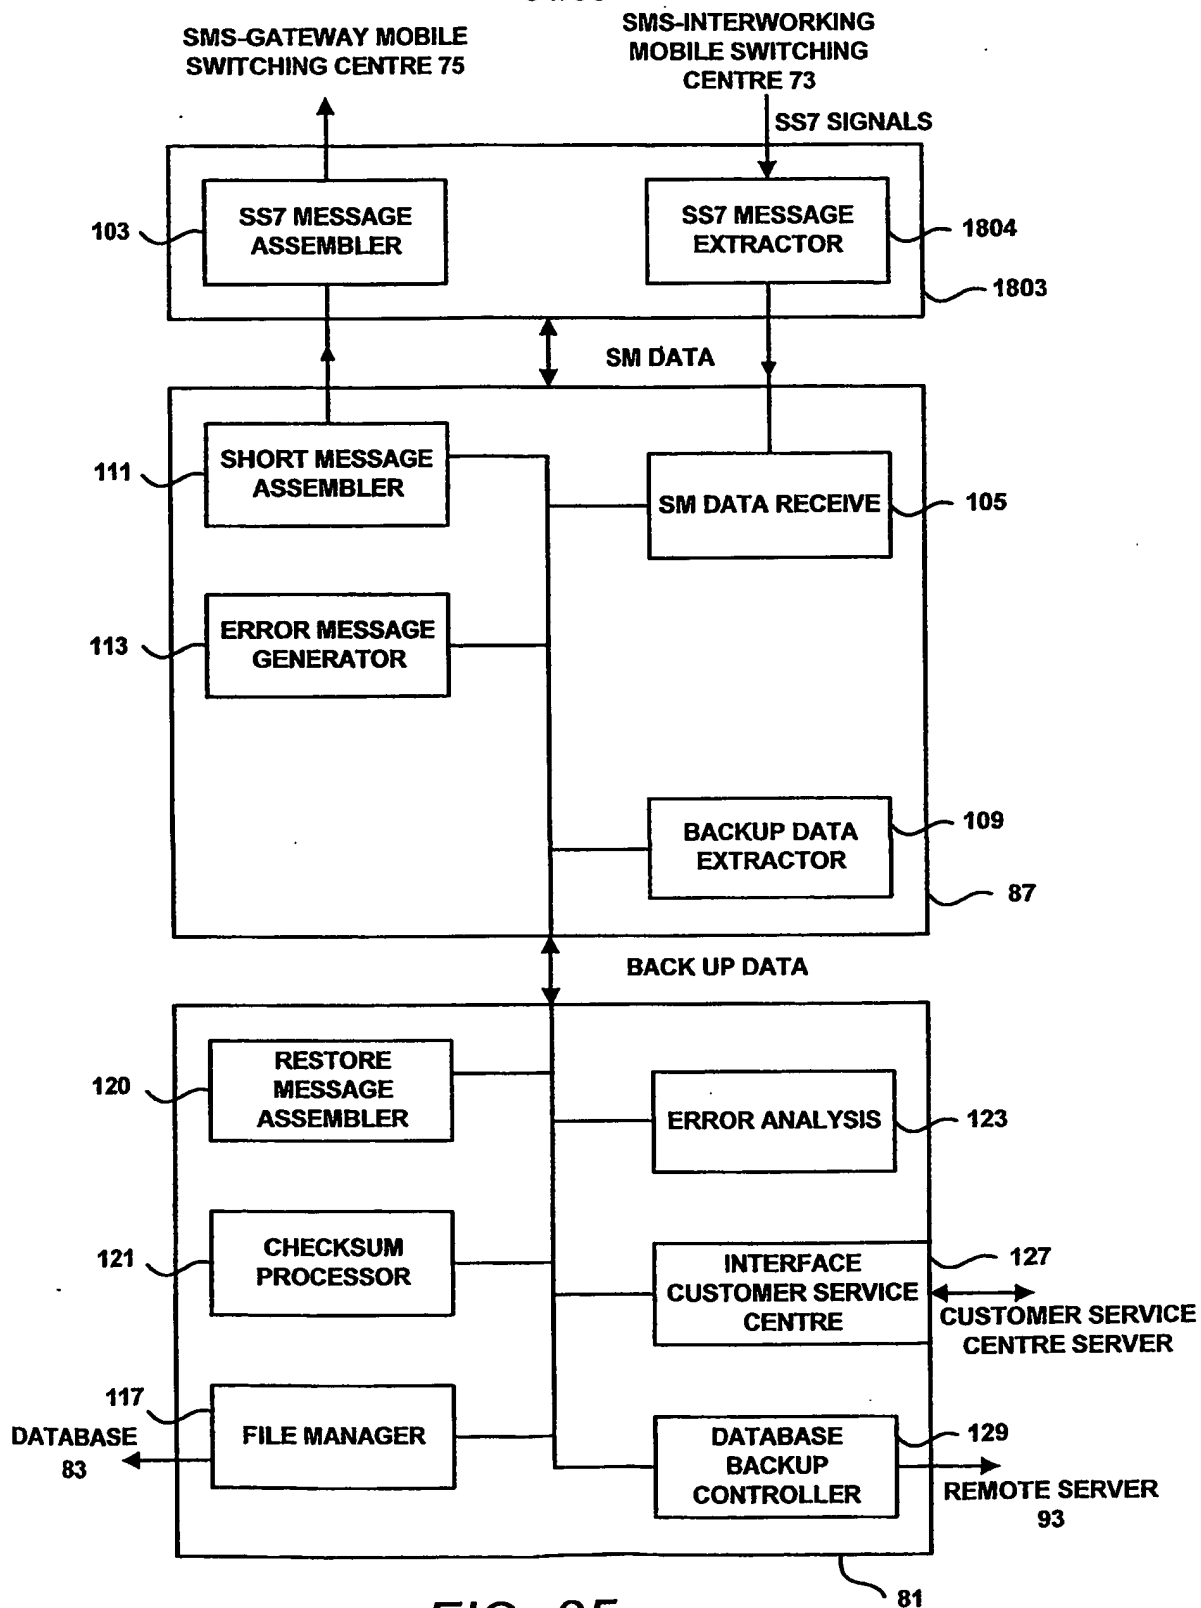 SMS-GATEWAY MOBILE
SWITCHING CENTRE 75
SMS-INTERWORKING
MOBILE SWITCHING
CENTRE 73
SS7 SIGNALS
SS7 MESSAGE
ASSEMBLER
103
SS7 MESSAGE
EXTRACTOR
1804
1803
SM DATA
SHORT MESSAGE
ASSEMBLER
111
SM DATA RECEIVE
105
ERROR MESSAGE
GENERATOR
113
BACKUP DATA
EXTRACTOR
109
87
BACK UP DATA
RESTORE
MESSAGE
ASSEMBLER
120
ERROR ANALYSIS
123
CHECKSUM
PROCESSOR
121
INTERFACE
CUSTOMER SERVICE
CENTRE
127
CUSTOMER SERVICE
CENTRE SERVER
117
FILE MANAGER
DATABASE
83
DATABASE
BACKUP
CONTROLLER
129
REMOTE SERVER
93
81